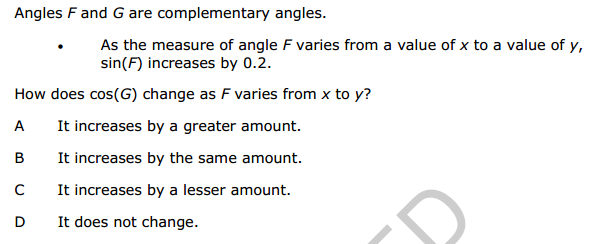 Angles F and G are complementary angles.
• As the measure of angle F varies from a value of x to a value of y,
sin(F) increases by 0.2.
How does cos(G) change as F varies from x to y?
A It increases by a greater amount.
B It increases by the same amount.
C It increases by a lesser amount.
D It does not change.
ED